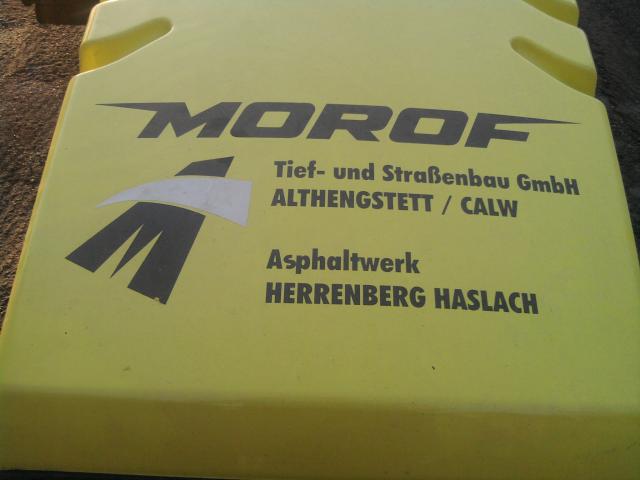 MOROF
Tief- und Straßenbau GmbH
ALTHENGSTETT / CALW
Asphaltwerk
HERRENBERG HASLACH